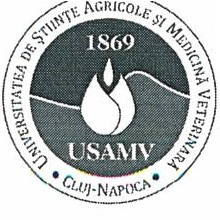 UNIVERSITATEA DE ȘTIINȚE AGRICOLE ȘI MEDICINĂ VETERINARĂ
1869
USAMV
• CLUJ-NAPOCA •